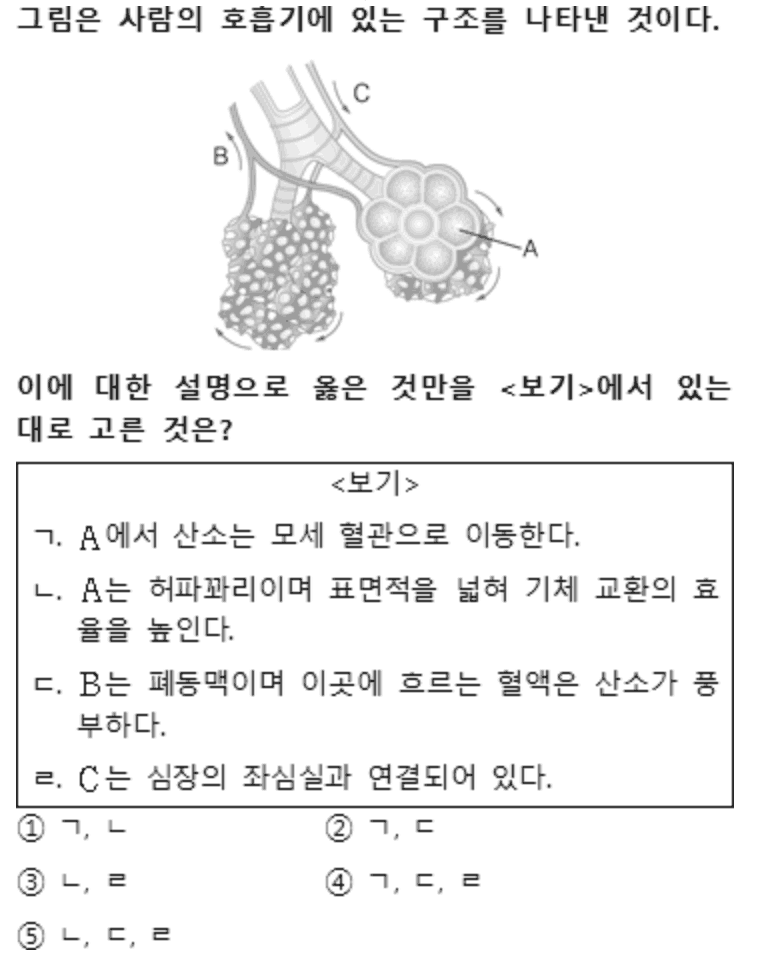 그림은 사람의 호흡기에 있는 구조를 나타낸 것이다.
C
B
A
이에 대한 설명으로 옳은 것만을 <보기>에서 있는
대로 고른 것은?
<보기>
ㄱ. A에서 산소는 모세 혈관으로 이동한다.
ㄴ. A는 허파꽈리이며 표면적을 넓혀 기체 교환의 효
율을 높인다.
ㄷ. B는 폐동맥이며 이곳에 흐르는 혈액은 산소가 풍
부하다.
ㄹ. C는 심장의 좌심실과 연결되어 있다.
① ㄱ, ㄴ ② ㄱ, ㄷ
③ ㄴ, ㄹ ④ ㄱ, ㄷ, ㄹ
⑤ ㄴ, ㄷ, ㄹ